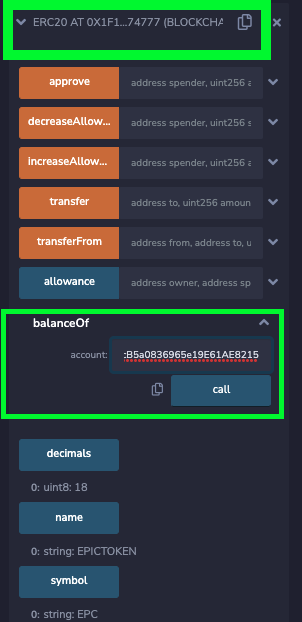 ERC20 AT 0X1F1...74777 (BLOCKCHA
approve address spender, uint256 a
decreaseAllow... address spender, uint256 s
increaseAllow... address spender, uint256 a
transfer address to, uint256 amoun
transferFrom address from, address to, u
allowance address owner, address sp
balanceOf
account: :B5a0836965e19E61AE8215
call
decimals
0: uint8: 18
name
0: string: EPICTOKEN
symbol
0: string: EPC